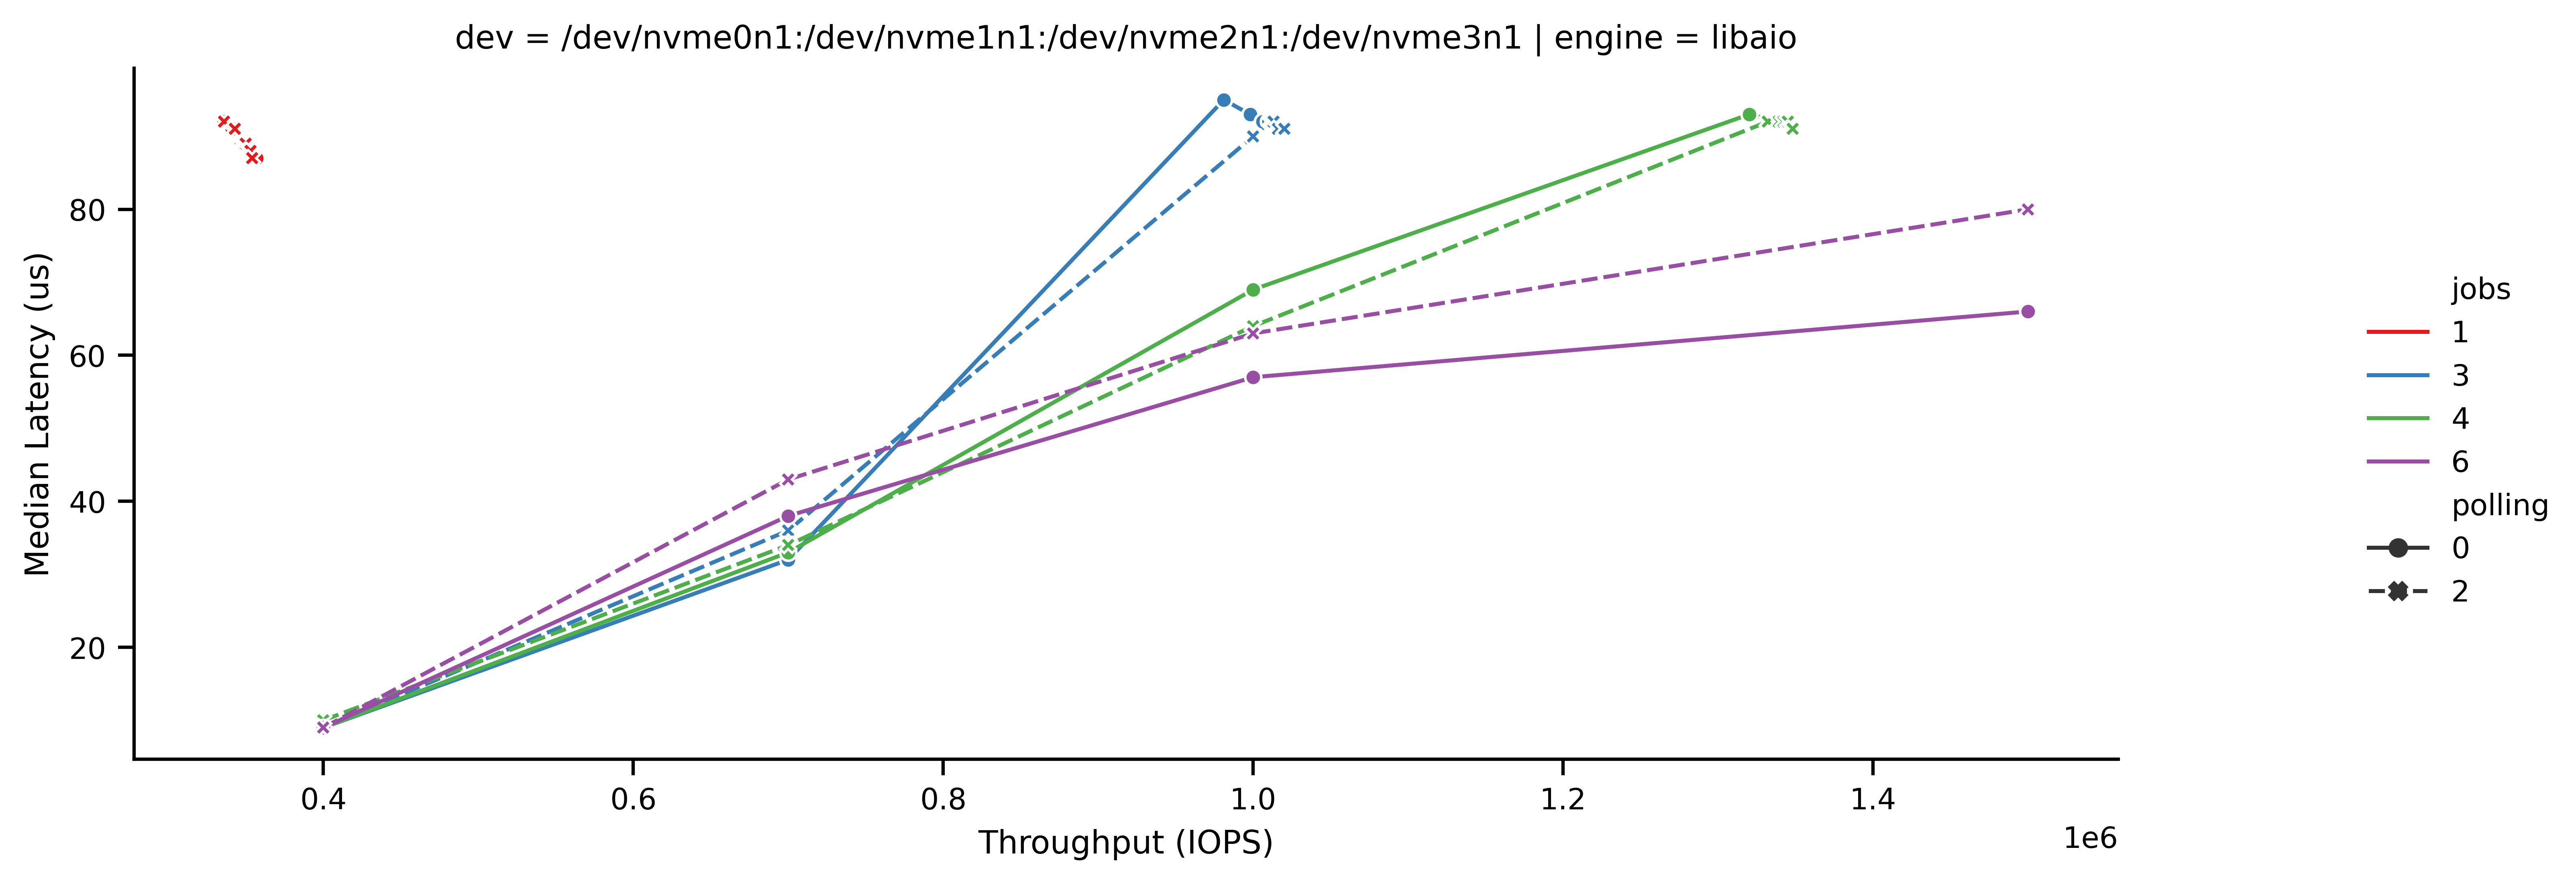 dev = /dev/nvme0n1:/dev/nvme1n1:/dev/nvme2n1:/dev/nvme3n1 | engine = libaio
Median Latency (us)
80
60
40
20
0.4 0.6 0.8 1.0 1.2 1.4
1e6
Throughput (IOPS)
jobs
1
3
4
6
polling
0
2